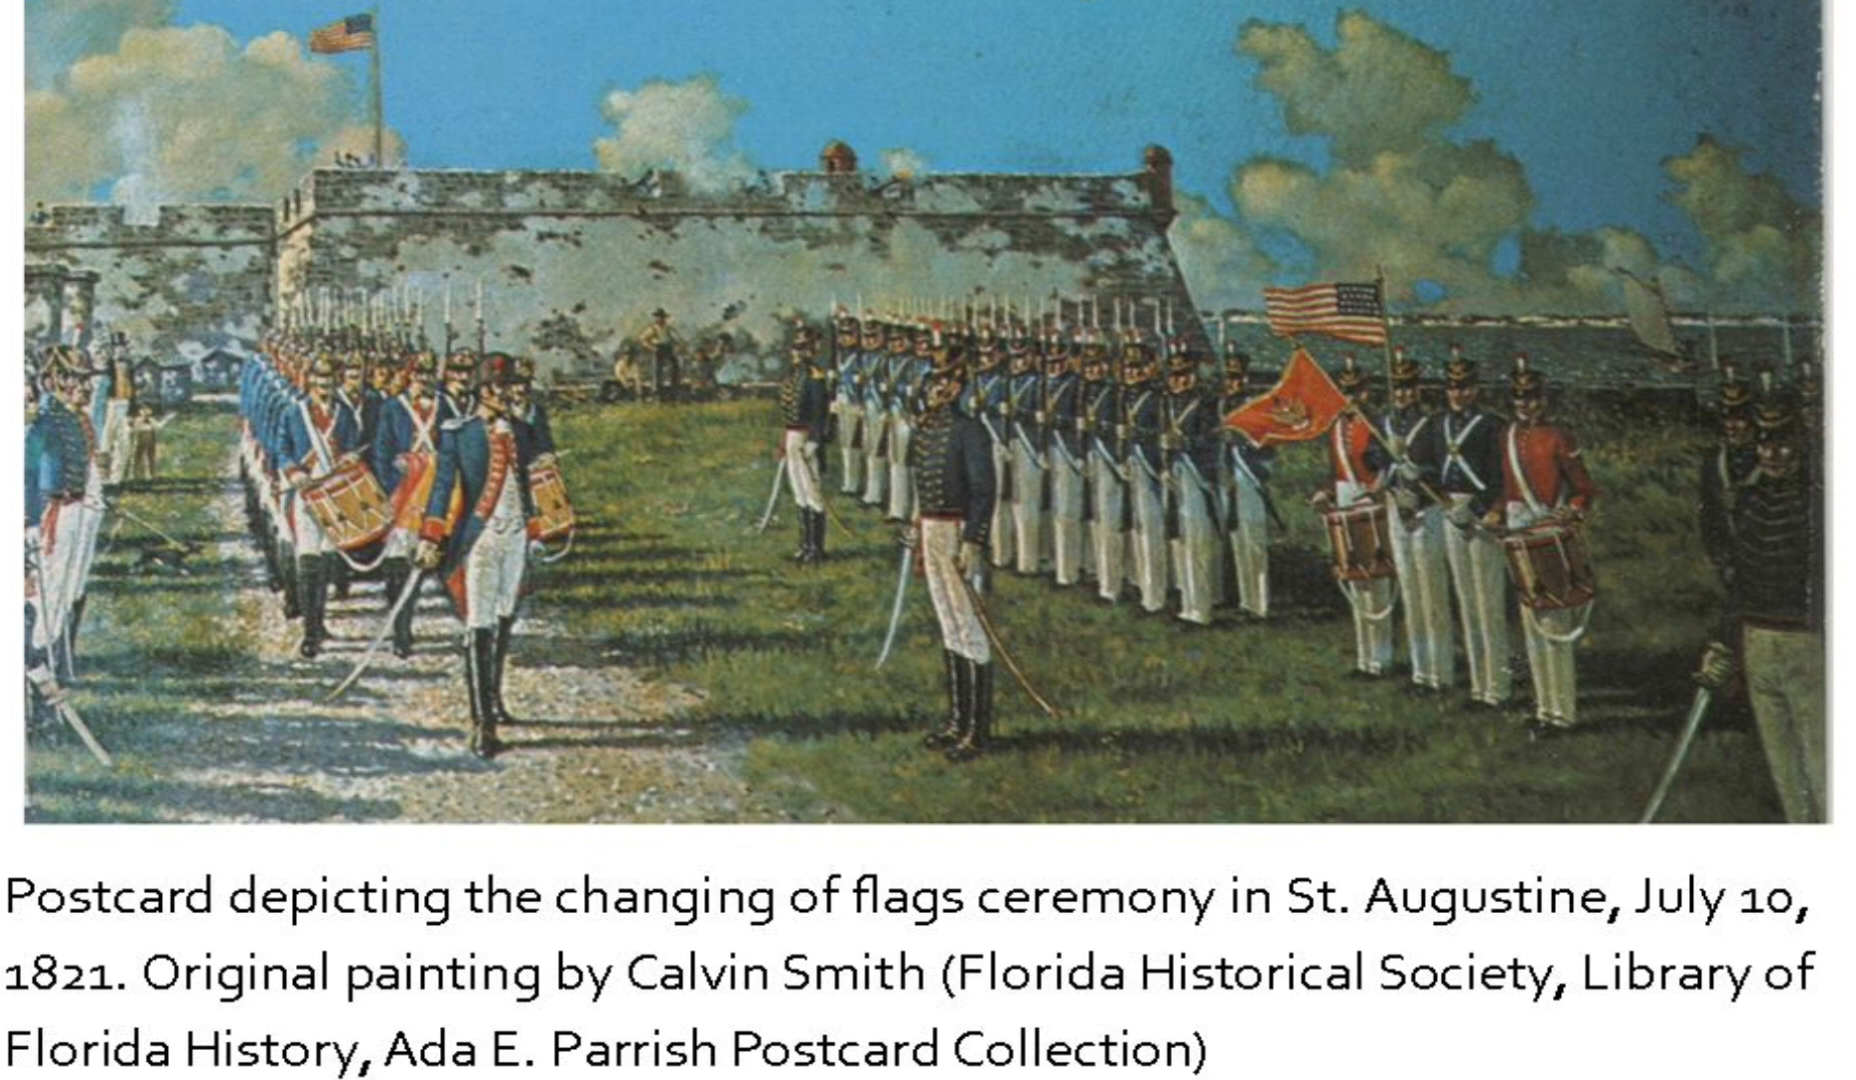 Postcard depicting the changing of flags ceremony in St. Augustine, July 10,
1821. Original painting by Calvin Smith (Florida Historical Society, Library of
Florida History, Ada E. Parrish Postcard Collection)